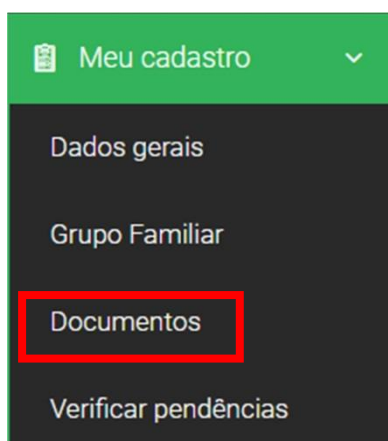 Meu cadastro
Dados gerais
Grupo Familiar
Documentos
Verificar pendências